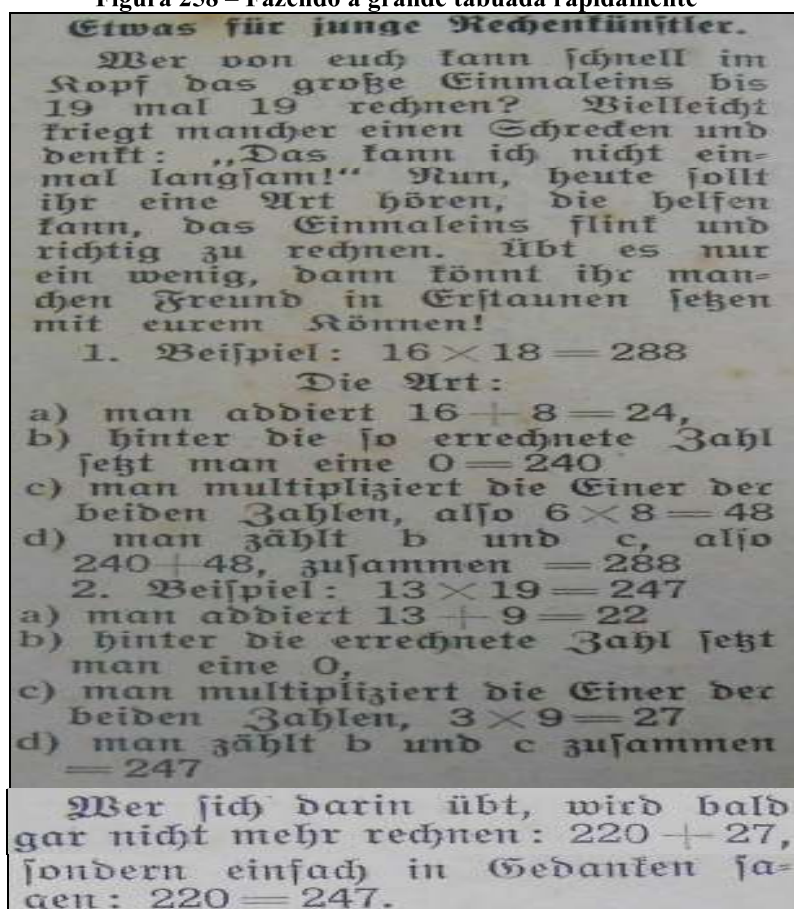 Figura 258 – Fazendo a grande tabuada rapidamente
Etwas für junge Rechenkünstler.
Wer von euch kann schnell im
Kopf das große Einmaleins bis
19 mal 19 rechnen? Vielleicht
kriegt mancher einen Schrecken und
denkt: „Das kann ich nicht ein-
mal langsam!“ Nun, heute sollt
ihr eine Art hören, die helfen
kann, das Einmaleins flink und
richtig zu rechnen. Übt es nur
ein wenig, dann könnt ihr man-
chen Freund in Erstaunen setzen
mit eurem Können!
1. Beispiel: 16 × 18 = 288
Die Art:
a) man addiert 16 + 8 = 24,
b) hinter die so errechnete Zahl
setzt man eine 0 = 240
c) man multipliziert die Einer der
beiden Zahlen, also 6 × 8 = 48
d) man zählt b und c, also
240 + 48, zusammen = 288
2. Beispiel: 13 × 19 = 247
a) man addiert 13 + 9 = 22
b) hinter die errechnete Zahl setzt
man eine 0,
c) man multipliziert die Einer der
beiden Zahlen, 3 × 9 = 27
d) man zählt b und c zusammen
= 247
Wer sich darin übt, wird bald
gar nicht mehr rechnen: 220 + 27,
sondern einfach in Gedanken sa-
gen: 220 = 247.